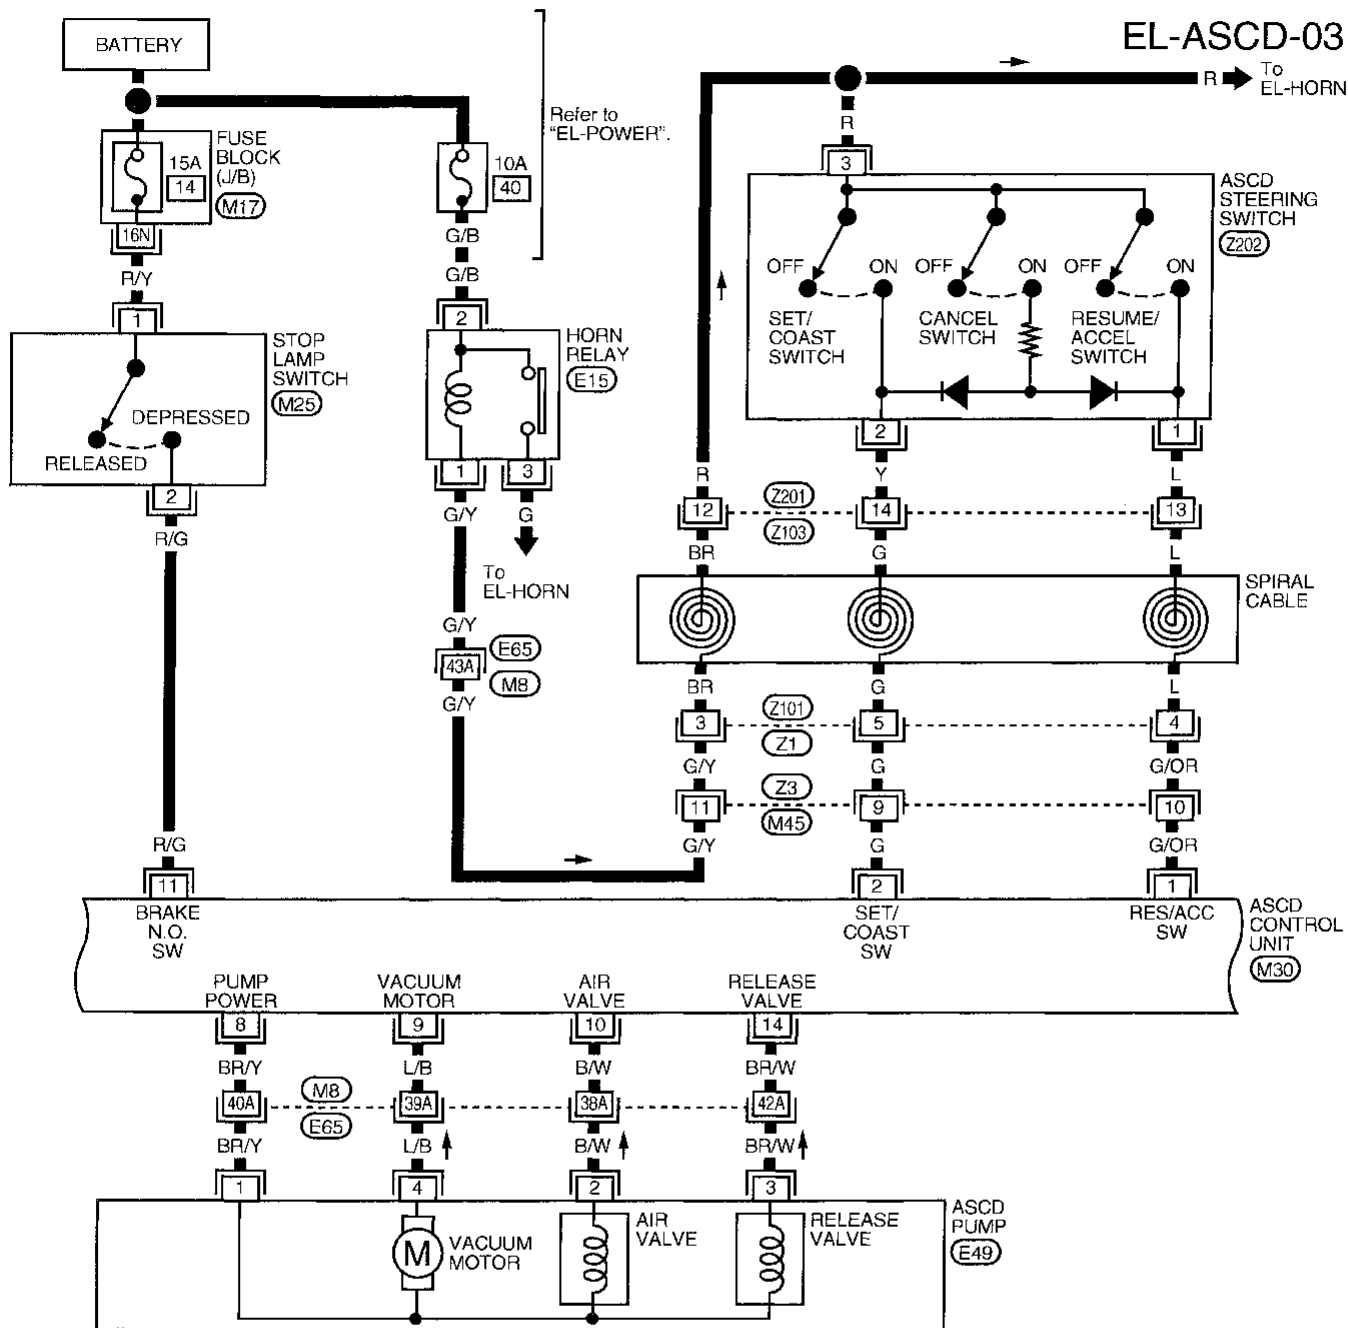 EL-ASCD-03
BATTERY
Refer to
"EL-POWER".
R
To
EL-HORN
R
FUSE
BLOCK
(J/B)
M17
15A
14
10A
40
16N
R/Y
G/B
G/B
3
ASCD
STEERING
SWITCH
Z202
OFF ON OFF ON OFF ON
SET/
COAST
SWITCH
CANCEL
SWITCH
RESUME/
ACCEL
SWITCH
1
STOP
LAMP
SWITCH
M25
DEPRESSED
RELEASED
2
2
HORN
RELAY
E15
1 3
2 1
R/G
G/Y
G
To
EL-HORN
R Y L
12 Z201 14 13
Z103
BR G L
SPIRAL
CABLE
G/Y
43A
E65
M8
G/Y
BR G L
3 Z101 5 4
Z1
G/Y G G/OR
11 Z3 9 10
M45
G/Y G G/OR
R/G
11 2 1
BRAKE
N.O.
SW
SET/
COAST
SW
RES/ACC
SW
ASCD
CONTROL
UNIT
M30
PUMP
POWER
VACUUM
MOTOR
AIR
VALVE
RELEASE
VALVE
8 9 10 14
BR/Y L/B B/W BR/W
40A M8 39A 38A 42A
E65
BR/Y L/B B/W BR/W
1 4 2 3
M
VACUUM
MOTOR
AIR
VALVE
RELEASE
VALVE
ASCD
PUMP
E49